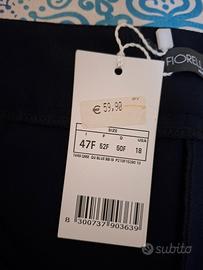 FIORELL
€ 59,90
SIZE
I F D USA
47F 52F 50F 18
8 300737 903639
subito